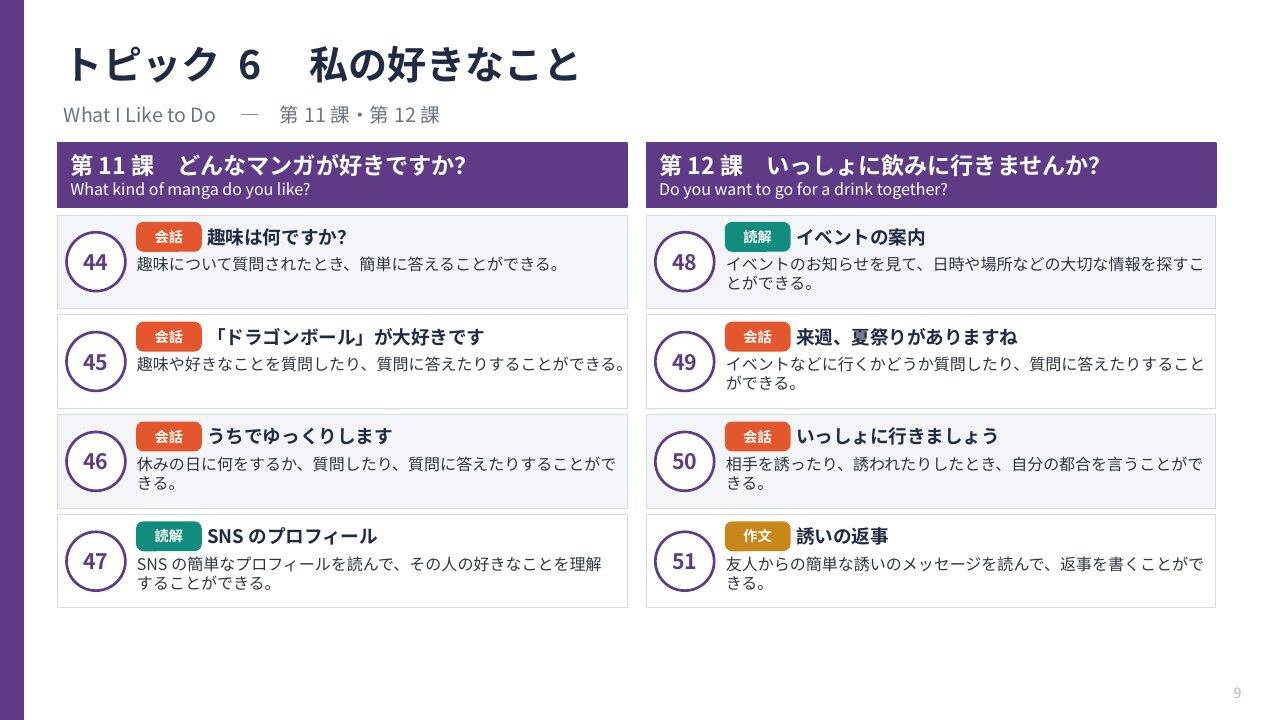 トピック 6　私の好きなこと
What I Like to Do　—　第 11 課・第 12 課
第 11 課　どんなマンガが好きですか？
What kind of manga do you like?
44
会話
趣味は何ですか？
趣味について質問されたとき、簡単に答えることができる。
45
会話
「ドラゴンボール」が大好きです
趣味や好きなことを質問したり、質問に答えたりすることができる。
46
会話
うちでゆっくりします
休みの日に何をするか、質問したり、質問に答えたりすることがで
きる。
47
読解
SNS のプロフィール
SNS の簡単なプロフィールを読んで、その人の好きなことを理解
することができる。
第 12 課　いっしょに飲みに行きませんか？
Do you want to go for a drink together?
48
読解
イベントの案内
イベントのお知らせを見て、日時や場所などの大切な情報を探すこ
とができる。
49
会話
来週、夏祭りがありますね
イベントなどに行くかどうか質問したり、質問に答えたりすること
ができる。
50
会話
いっしょに行きましょう
相手を誘ったり、誘われたりしたとき、自分の都合を言うことがで
きる。
51
作文
誘いの返事
友人からの簡単な誘いのメッセージを読んで、返事を書くことがで
きる。
9